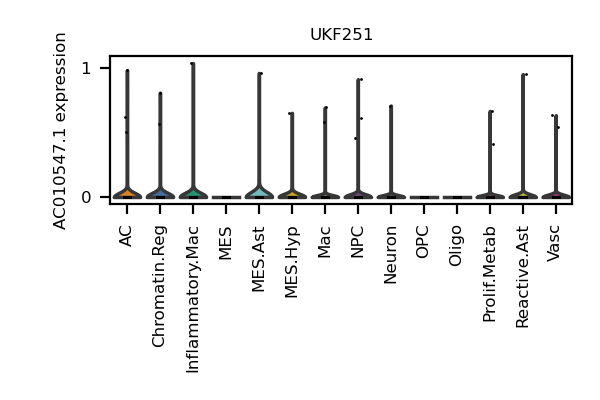 UKF251
AC010547.1 expression
1
0
AC
Chromatin.Reg
Inflammatory.Mac
MES
MES.Ast
MES.Hyp
Mac
NPC
Neuron
OPC
Oligo
Prolif.Metab
Reactive.Ast
Vasc